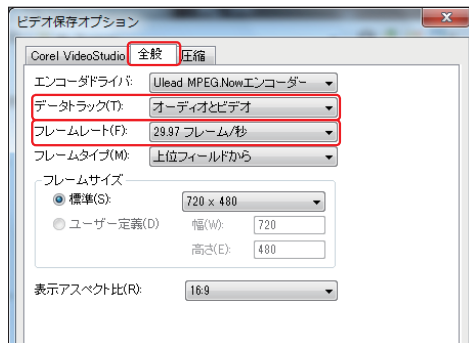 ビデオ保存オプション
Corel VideoStudio 全般 圧縮
エンコーダドライバ: Ulead MPEG.Nowエンコーダー
データトラック(T): オーディオとビデオ
フレームレート(F): 29.97 フレーム/秒
フレームタイプ(M): 上位フィールドから
フレームサイズ
標準(S): 720 x 480
ユーザー定義(D) 幅(W): 720
高さ(E): 480
表示アスペクト比(R): 16:9